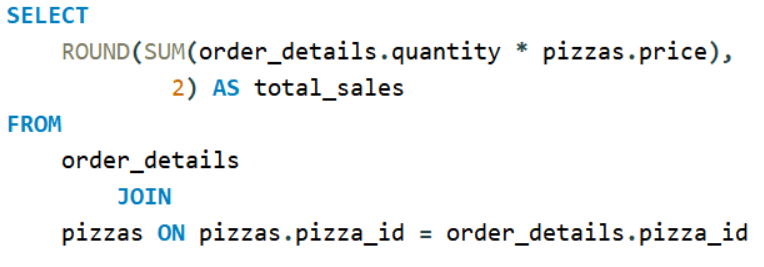 SELECT
ROUND(SUM(order_details.quantity * pizzas.price),
2) AS total_sales
FROM
order_details
JOIN
pizzas ON pizzas.pizza_id = order_details.pizza_id